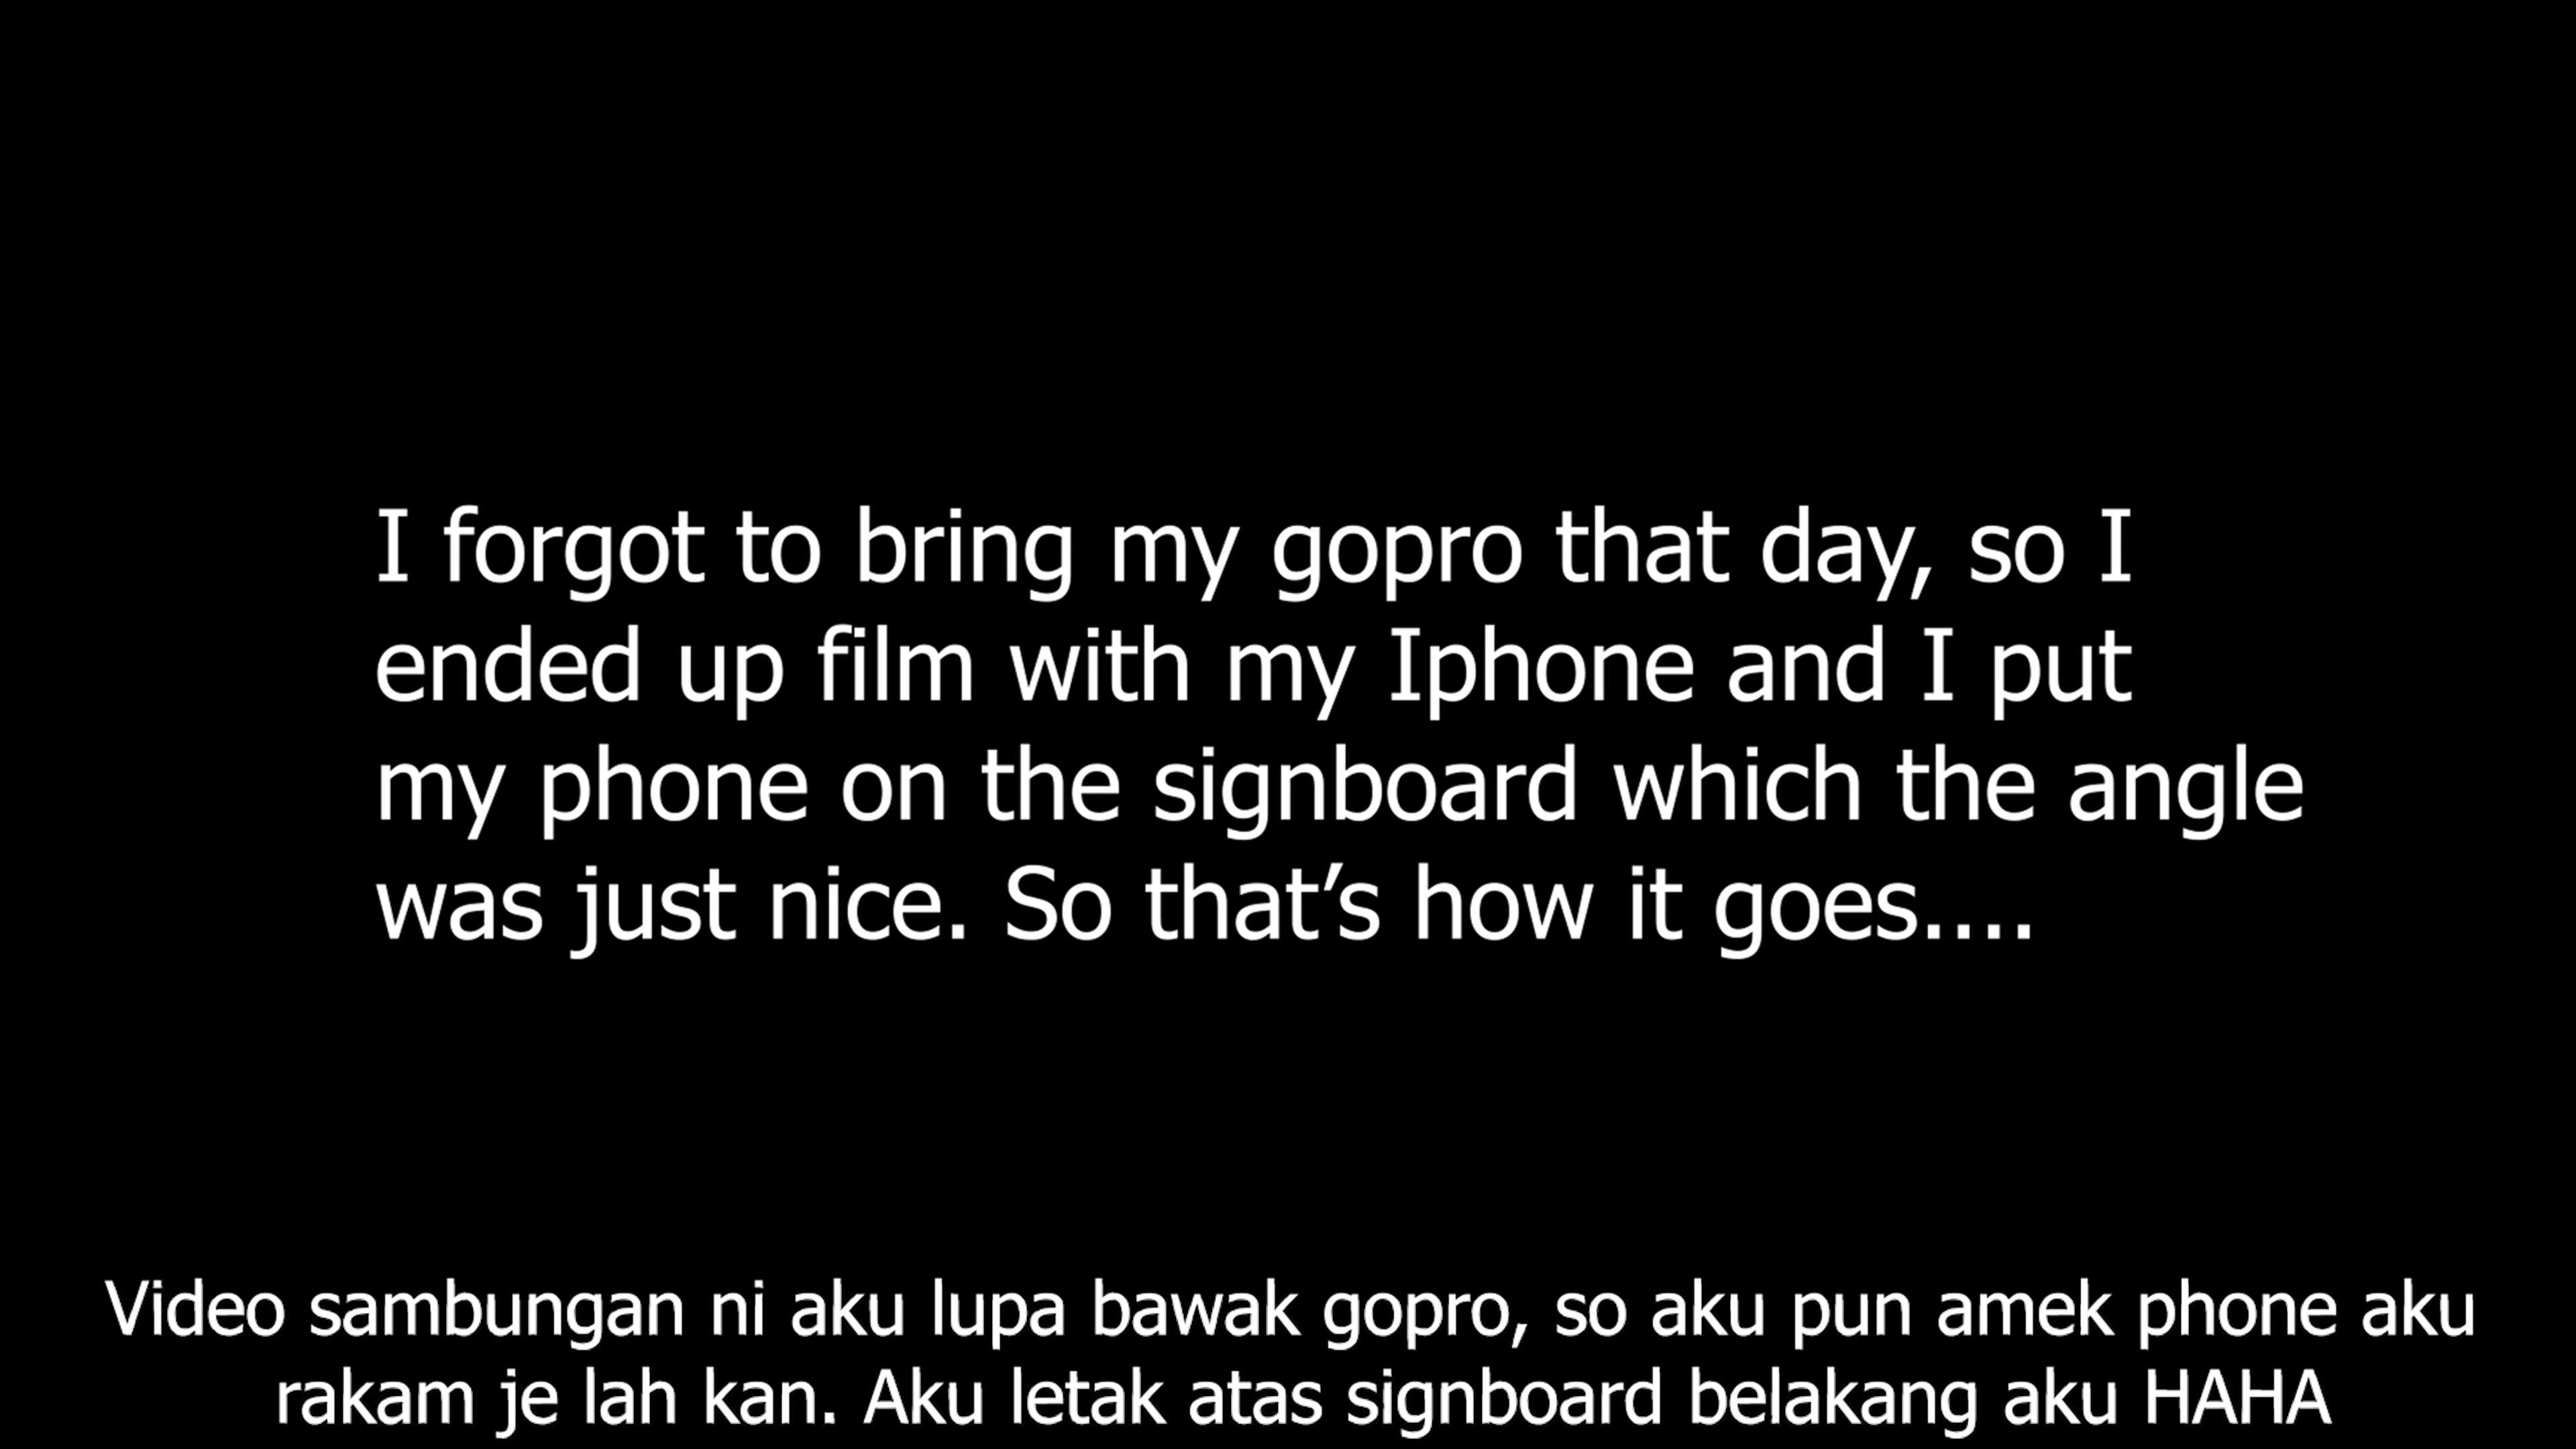 I forgot to bring my gopro that day, so I
ended up film with my Iphone and I put
my phone on the signboard which the angle
was just nice. So that’s how it goes....
Video sambungan ni aku lupa bawak gopro, so aku pun amek phone aku
rakam je lah kan. Aku letak atas signboard belakang aku HAHA